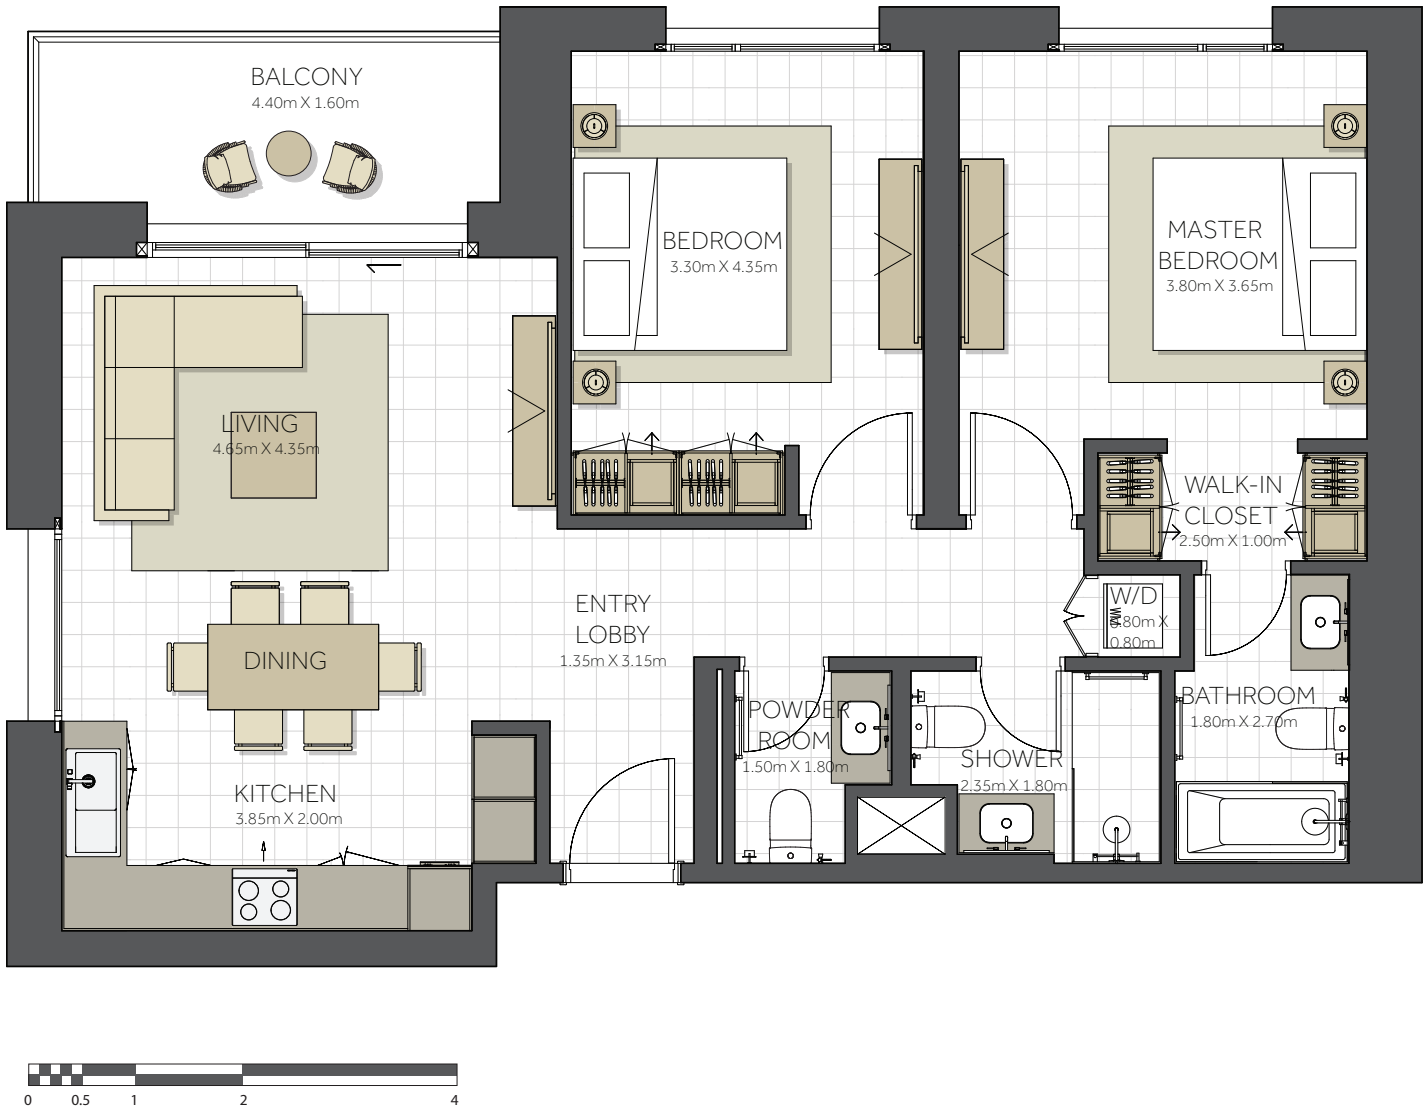 BALCONY
4.40m X 1.60m
BEDROOM
3.30m X 4.35m
MASTER
BEDROOM
3.80m X 3.65m
LIVING
4.65m X 4.35m
WALK-IN
CLOSET
2.50m X 1.00m
ENTRY
LOBBY
1.35m X 3.15m
W/D
0.80m
WM
DINING
POWDER
ROOM
1.50m X 1.80m
SHOWER
2.35m X 1.80m
BATHROOM
1.80m X 2.70m
KITCHEN
3.85m X 2.00m
0 0.5 1 2 4